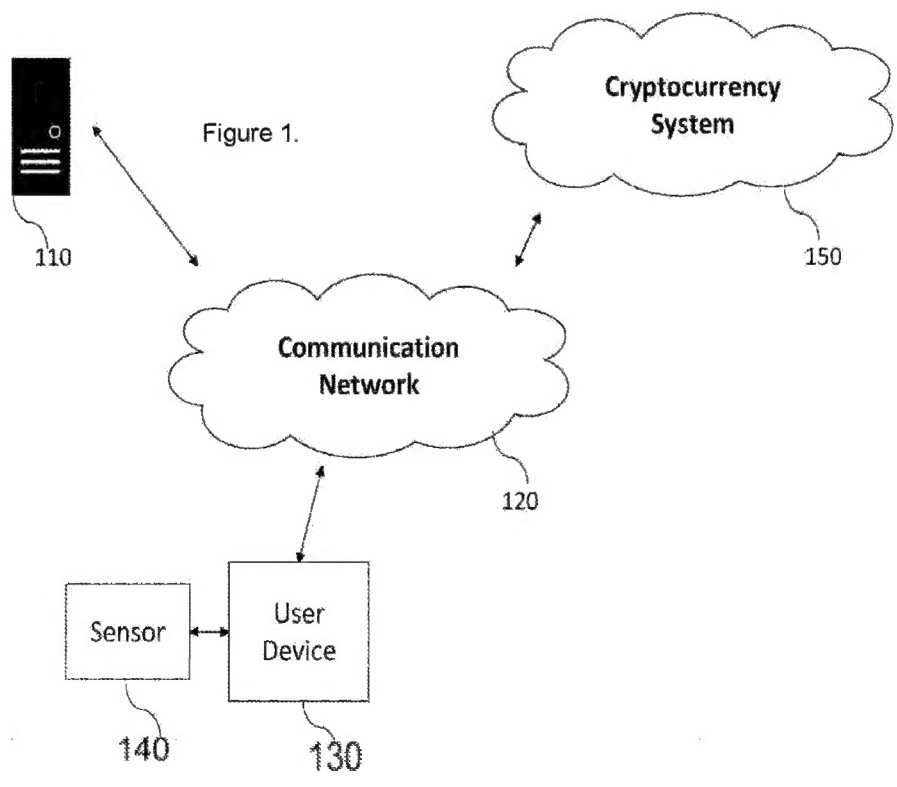 Cryptocurrency
System
Figure 1.
110
150
Communication
Network
120
User
Device
Sensor
140
130